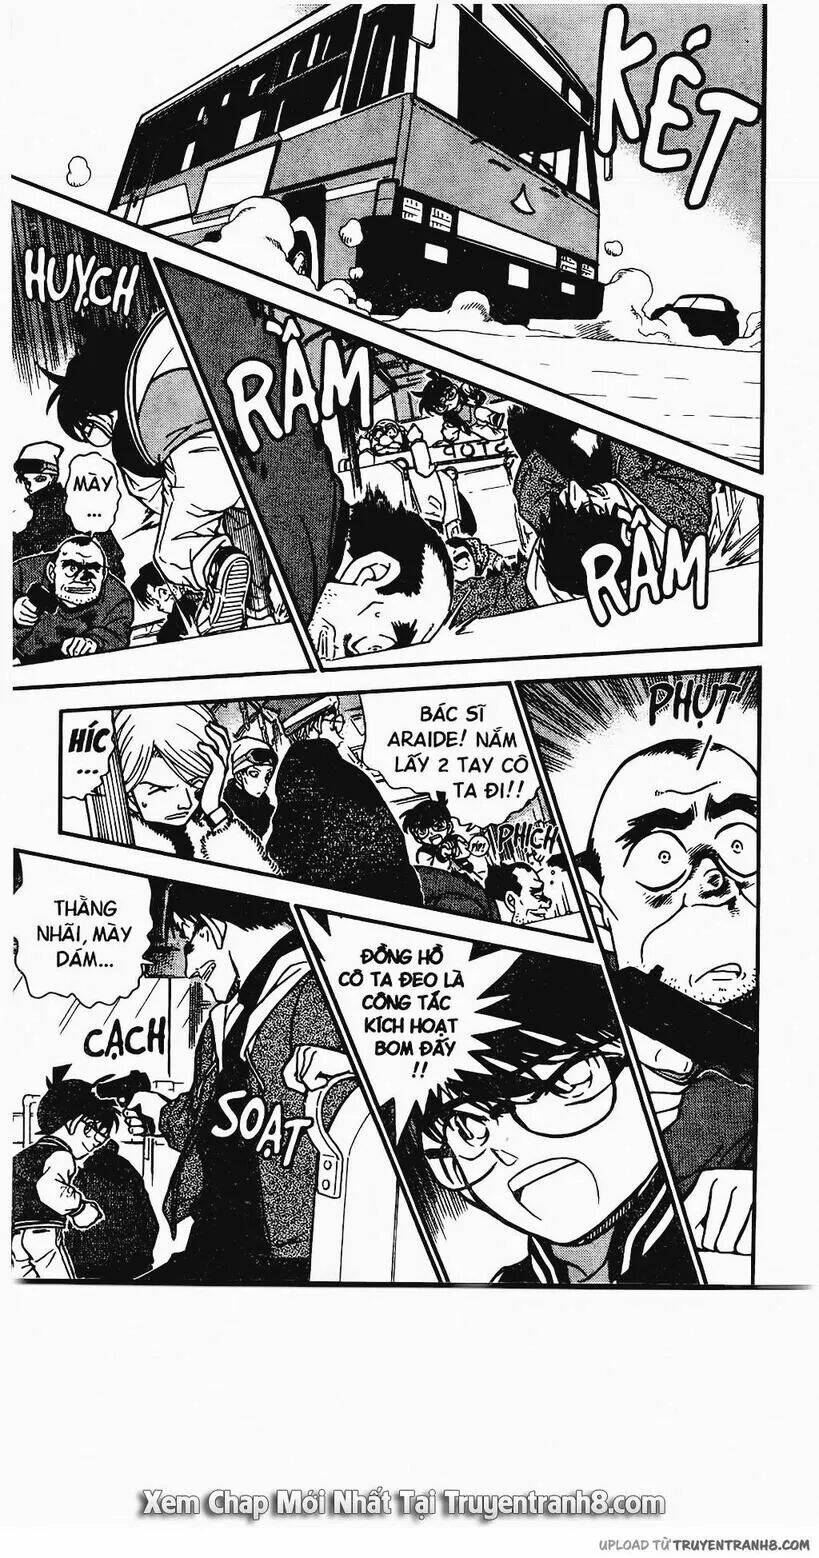 KÉT
HUỴCH
MÀY
...
RẦM
STOP
RẦM
HÍC
...
BÁC SĨ
ARAIDE! NẮM
LẤY 2 TAY CÔ
TA ĐI!!
PHỊCH
PHỤT
THẰNG
NHÃI, MÀY
DÁM...
CẠCH
SOẠT
ĐỒNG HỒ
CÔ TA ĐEO LÀ
CÔNG TẮC
KÍCH HOẠT
BOM ĐẤY
!!
Xem Chap Mới Nhất Tại Truyentranh8.com
UPLOAD TỪ TRUYENTRANH8.COM